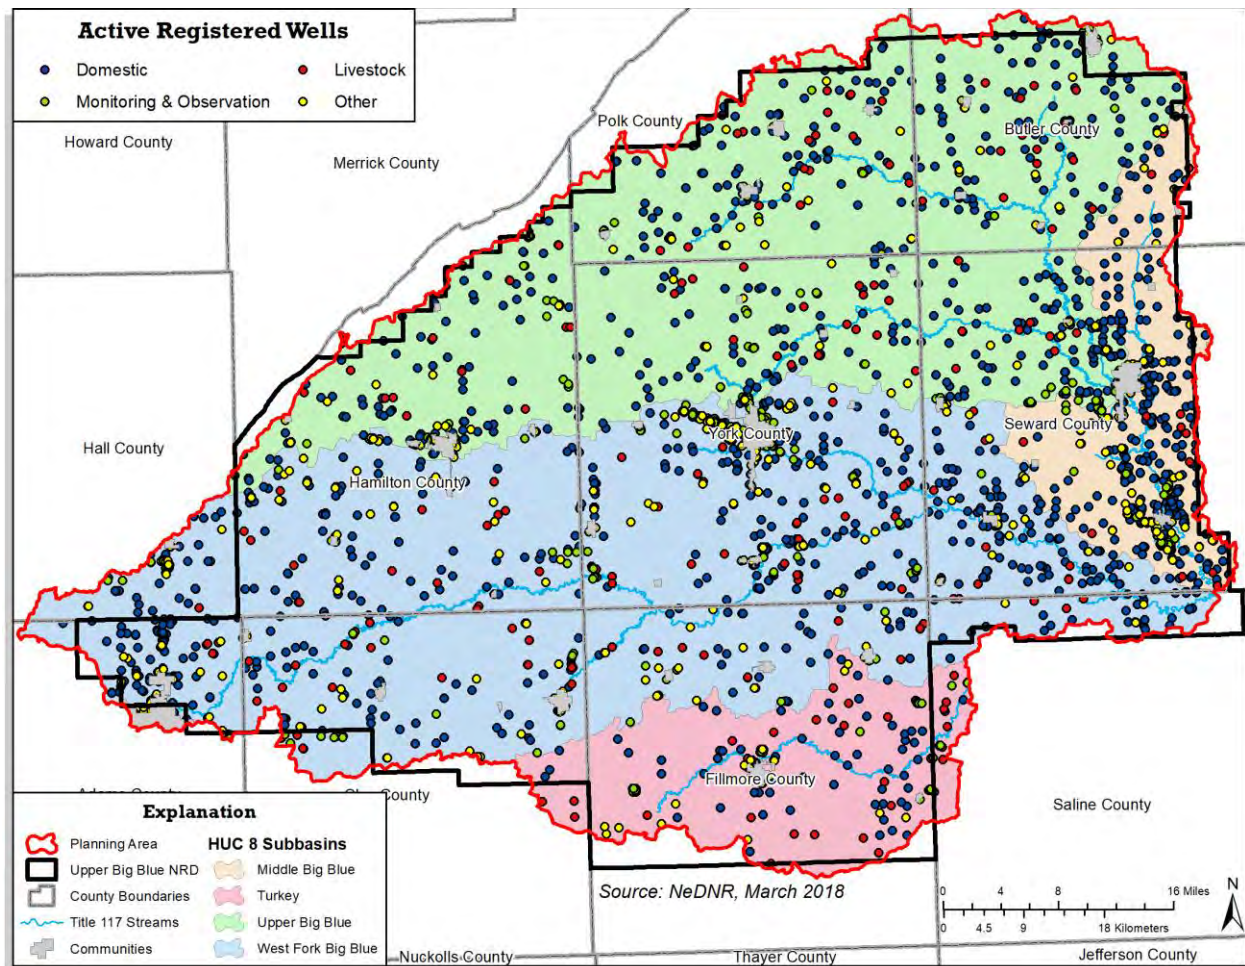 Active Registered Wells
Domestic
Livestock
Monitoring & Observation
Other
Howard County
Merrick County
Polk County
Butler County
Hall County
Hamilton County
York County
Seward County
Fillmore County
Saline County
County
Explanation
Planning Area
HUC 8 Subbasins
Upper Big Blue NRD
Middle Big Blue
County Boundaries
Turkey
Title 117 Streams
Upper Big Blue
Communities
West Fork Big Blue
Source: NeDNR, March 2018
0 4 8 16 Miles
0 4.5 9 18 Kilometers
N
Nuckolls County
Thayer County
Jefferson County